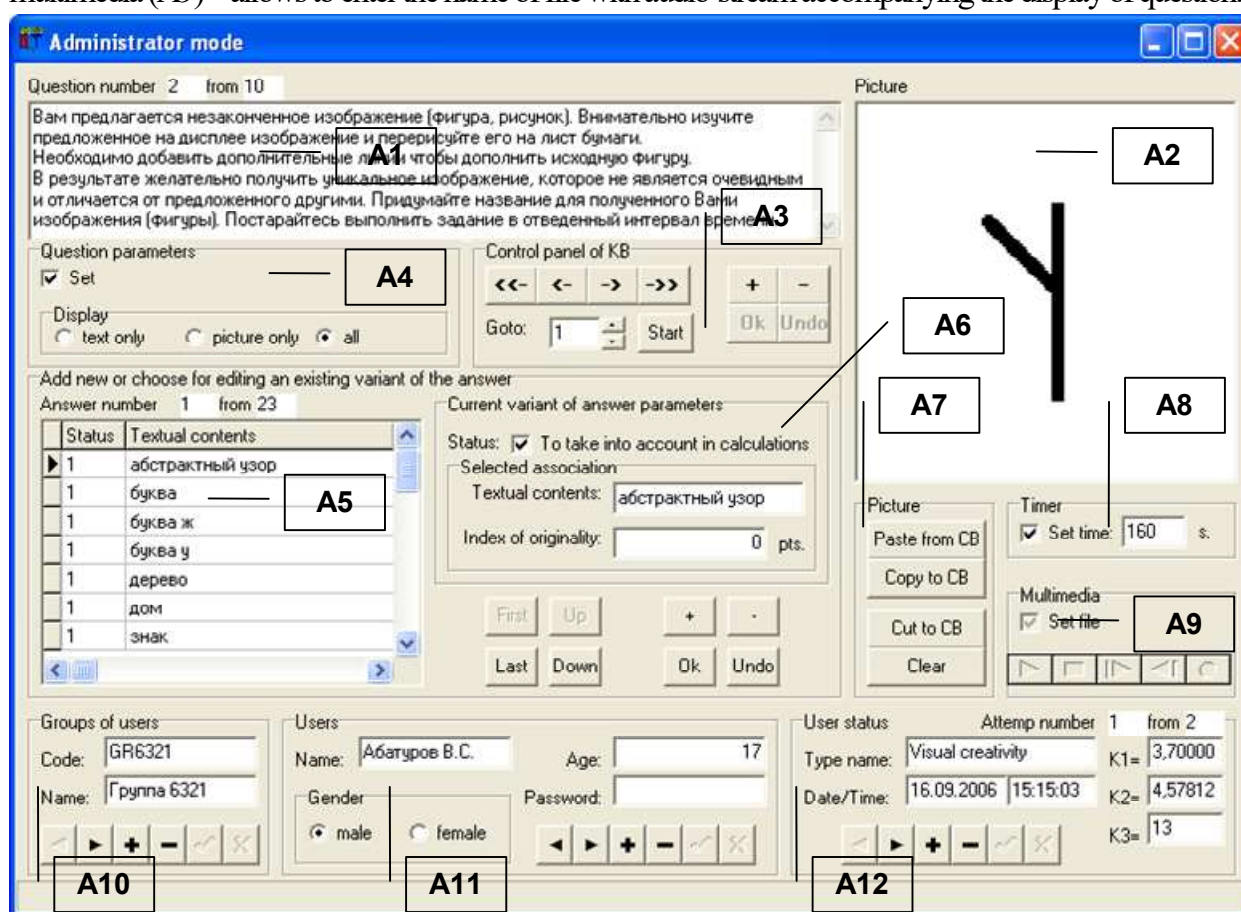 multimedia (A9) – allows to enter the name of file with audio-stream accompanying the display of question.
Administrator mode
Question number 2 from 10
Вам предлагается незаконченное изображение (фигура, рисунок). Внимательно изучите
предложенное на дисплее изображение и перерисуйте его на лист бумаги.
Необходимо добавить дополнительные линии чтобы дополнить исходную фигуру.
В результате желательно получить уникальное изображение, которое не является очевидным
и отличается от предложенного другими. Придумайте название для полученного Вами
изображения (фигуры). Постарайтесь выполнить задание в отведенный интервал времени.
A1
Picture
A2
A3
Question parameters
Set
A4
Display
text only picture only all
Control panel of KB
<<- <- -> ->> + -
Goto: 1 Start Ok Undo
A6
A7
A8
Add new or choose for editing an existing variant of the answer
Answer number 1 from 23
Status Textual contents
1 абстрактный узор
1 буква
1 буква ж
1 буква у
1 дерево
1 дом
1 знак
A5
Current variant of answer parameters
Status: To take into account in calculations
Selected association
Textual contents: абстрактный узор
Index of originality: 0 pts.
First Up + -
Last Down Ok Undo
Picture
Paste from CB
Copy to CB
Cut to CB
Clear
Timer
Set time: 160 s.
Multimedia
Set file
A9
Groups of users
Code: GR6321
Name: Группа 6321
A10
Users
Name: Абатуров В.С. Age: 17
Gender
male female
Password:
A11
User status Attemp number 1 from 2
Type name: Visual creativity K1= 3,70000
Date/Time: 16.09.2006 15:15:03 K2= 4,57812
K3= 13
A12